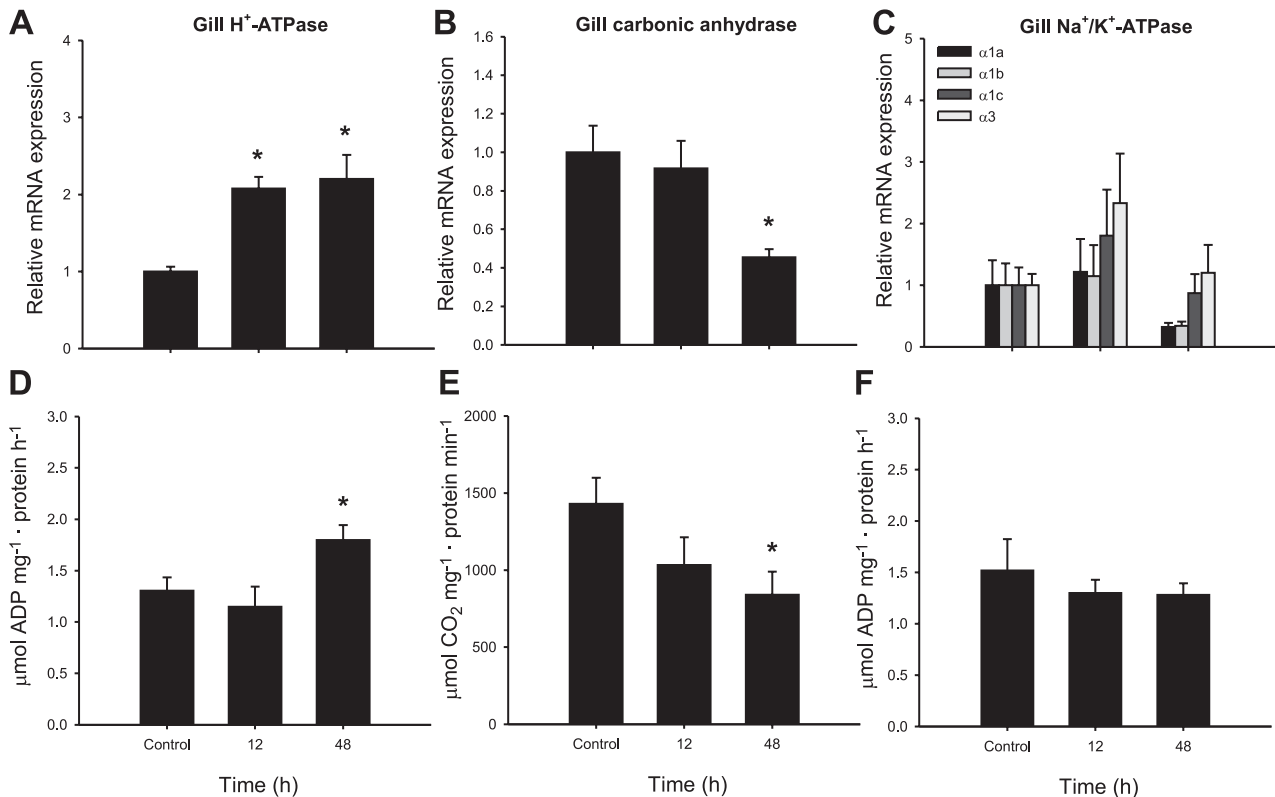 A
Gill H⁺-ATPase
Relative mRNA expression
4
3
2
1
0
*
*
B
Gill carbonic anhydrase
Relative mRNA expression
1.6
1.4
1.2
1.0
0.8
0.6
0.4
0.2
0.0
*
C
Gill Na⁺/K⁺-ATPase
Relative mRNA expression
5
4
3
2
1
0
α1a
α1b
α1c
α3
D
μmol ADP mg⁻¹ · protein h⁻¹
3.0
2.5
2.0
1.5
1.0
0.5
0.0
*
Control 12 48
Time (h)
E
μmol CO₂ mg⁻¹ · protein min⁻¹
2000
1500
1000
500
0
*
Control 12 48
Time (h)
F
μmol ADP mg⁻¹ · protein h⁻¹
3.0
2.5
2.0
1.5
1.0
0.5
0.0
Control 12 48
Time (h)